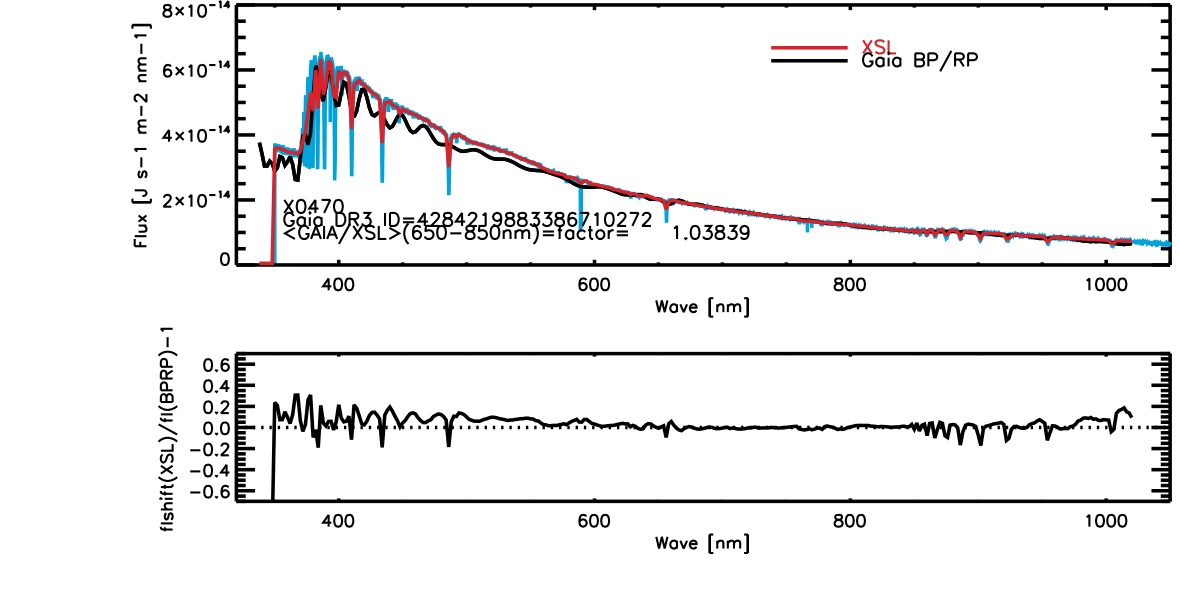 8×10−14
6×10−14
4×10−14
2×10−14
0
Flux [J s−1 m−2 nm−1]
XSL
Gaia BP/RP
X0470
Gaia DR3 ID=4284219883386710272
<GAIA/XSL>(650−850nm)=factor= 1.03839
400 600 800 1000
Wave [nm]
flshift(XSL)/fl(BPRP)−1
0.6
0.4
0.2
0.0
−0.2
−0.4
−0.6
400 600 800 1000
Wave [nm]